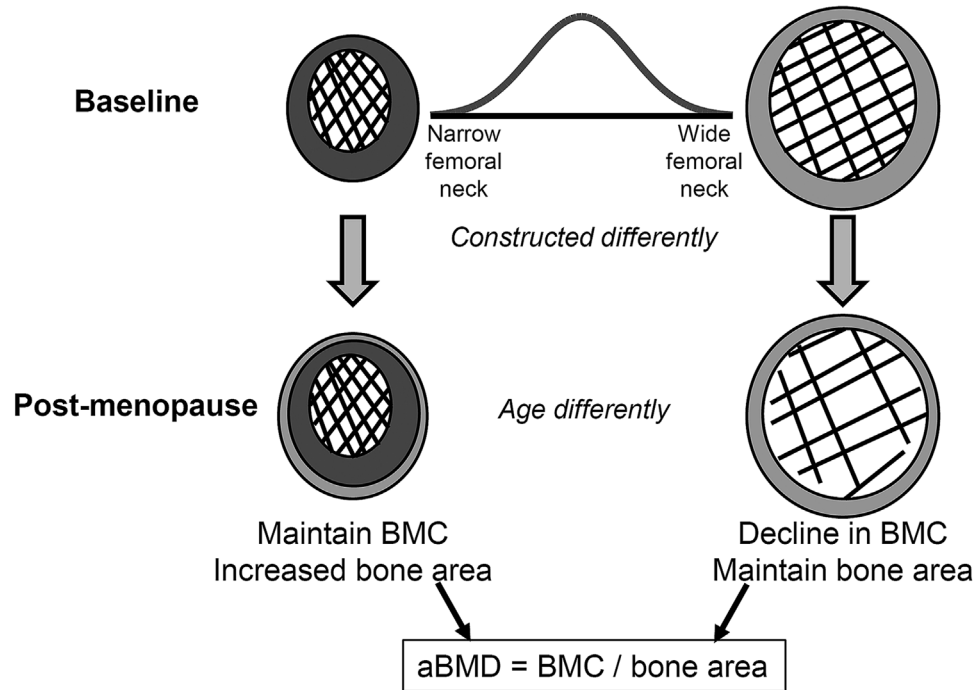 Baseline
Narrow
femoral
neck
Wide
femoral
neck
Constructed differently
Post-menopause
Age differently
Maintain BMC
Increased bone area
Decline in BMC
Maintain bone area
aBMD = BMC / bone area